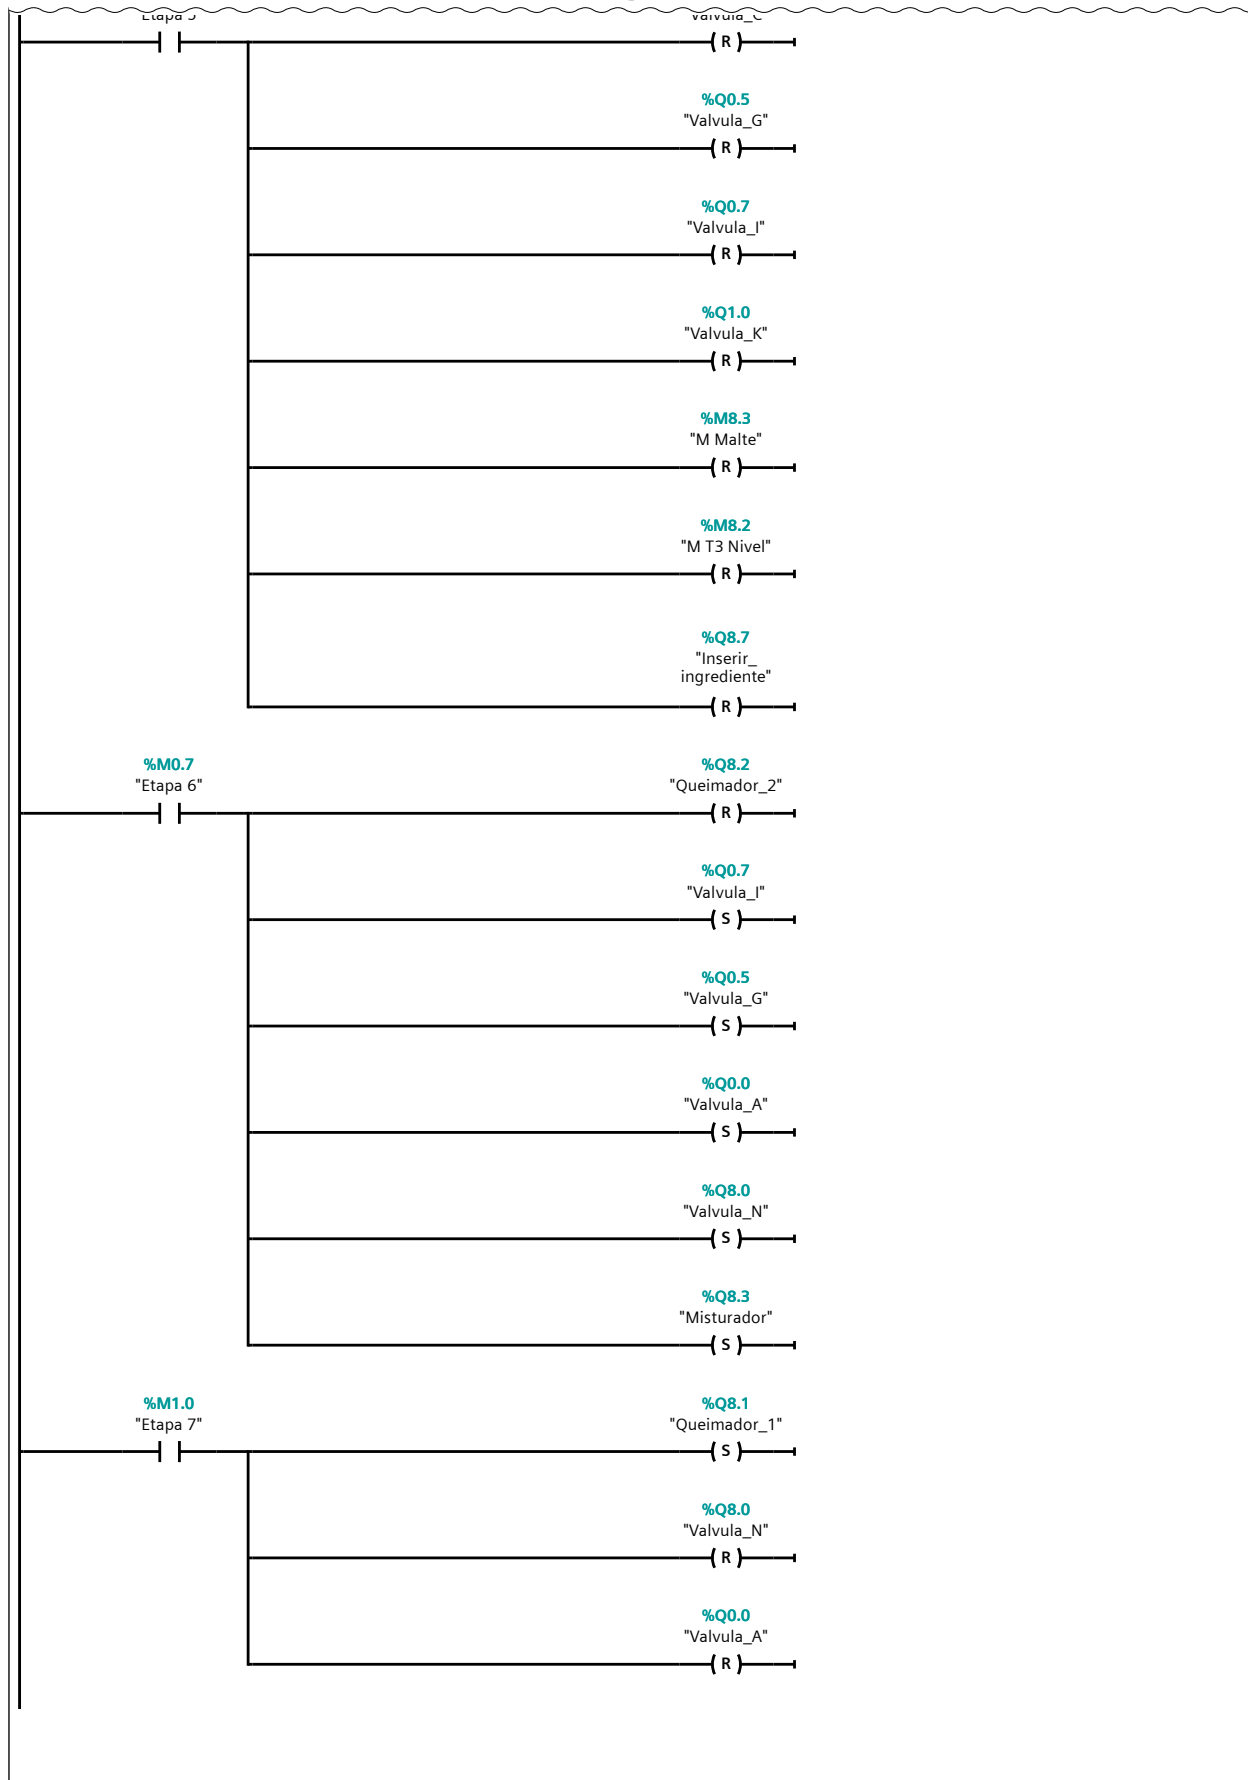 R
%Q0.5
"Valvula_G"
R
%Q0.7
"Valvula_I"
R
%Q1.0
"Valvula_K"
R
%M8.3
"M Malte"
R
%M8.2
"M T3 Nivel"
R
%Q8.7
"Inserir_
ingrediente"
R
%M0.7 %Q8.2
"Etapa 6" "Queimador_2"
R
%Q0.7
"Valvula_I"
S
%Q0.5
"Valvula_G"
S
%Q0.0
"Valvula_A"
S
%Q8.0
"Valvula_N"
S
%Q8.3
"Misturador"
S
%M1.0 %Q8.1
"Etapa 7" "Queimador_1"
S
%Q8.0
"Valvula_N"
R
%Q0.0
"Valvula_A"
R